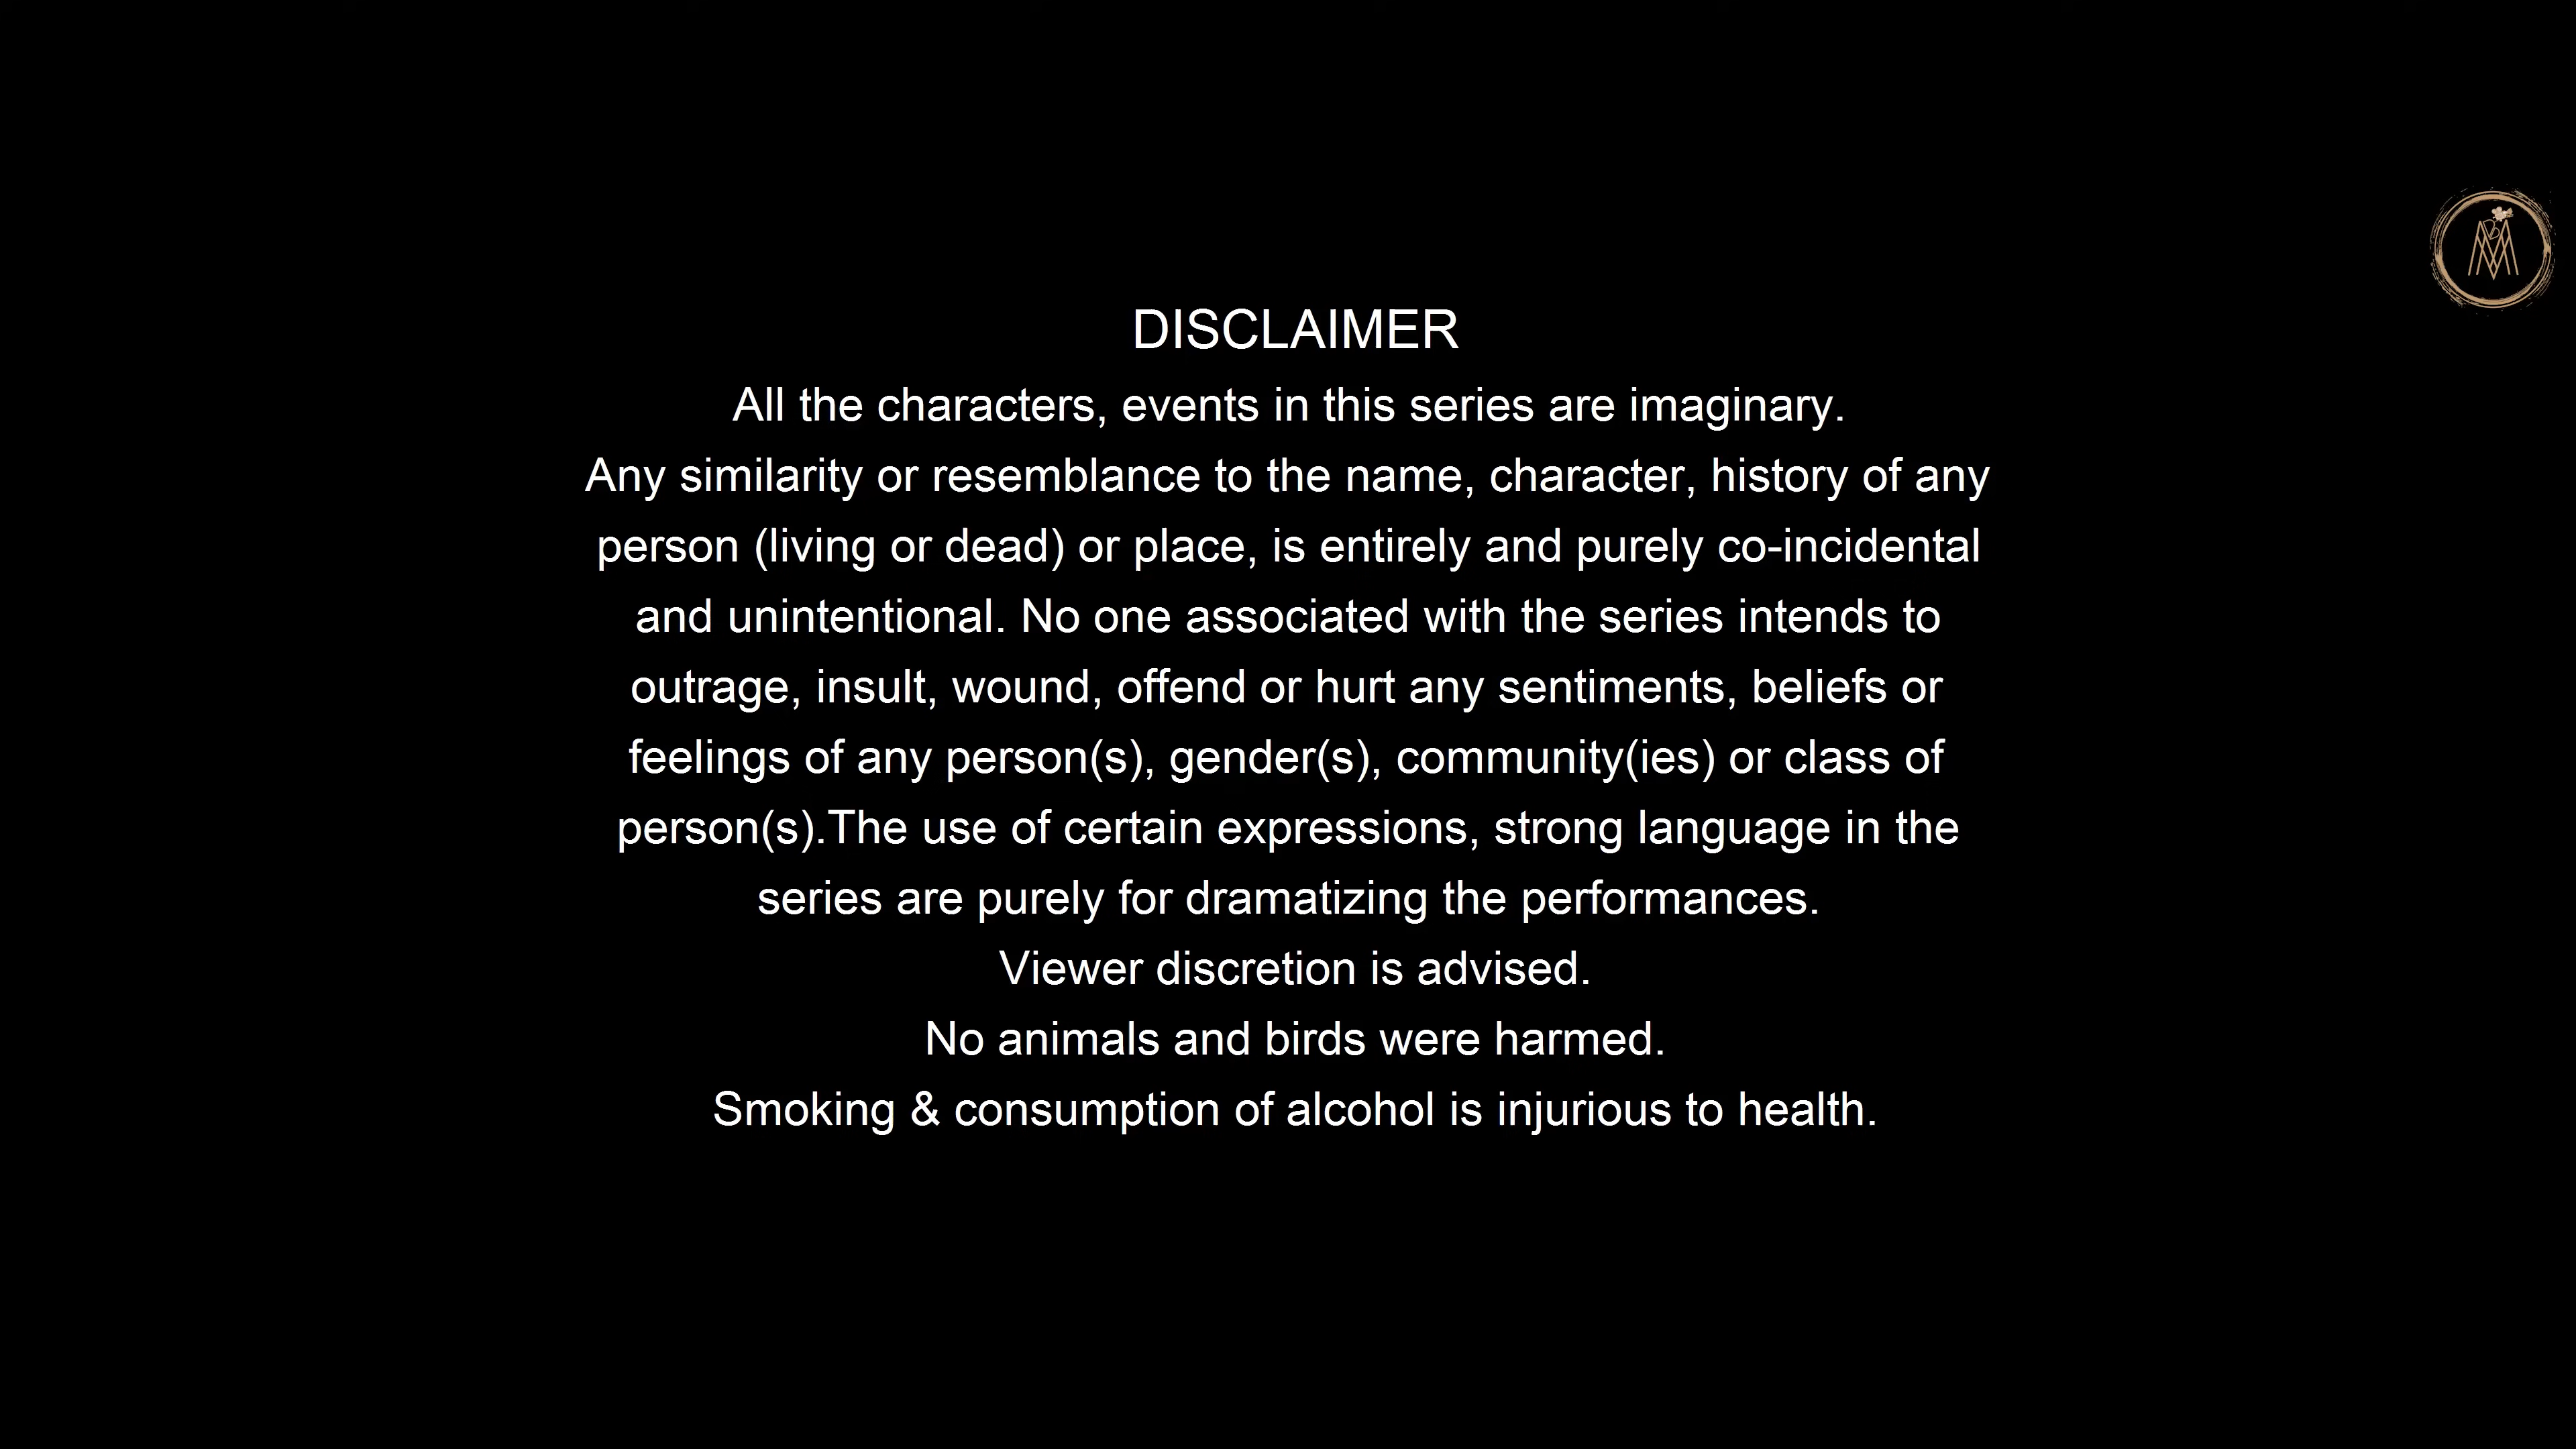 DISCLAIMER
All the characters, events in this series are imaginary.
Any similarity or resemblance to the name, character, history of any
person (living or dead) or place, is entirely and purely co-incidental
and unintentional. No one associated with the series intends to
outrage, insult, wound, offend or hurt any sentiments, beliefs or
feelings of any person(s), gender(s), community(ies) or class of
person(s).The use of certain expressions, strong language in the
series are purely for dramatizing the performances.
Viewer discretion is advised.
No animals and birds were harmed.
Smoking & consumption of alcohol is injurious to health.